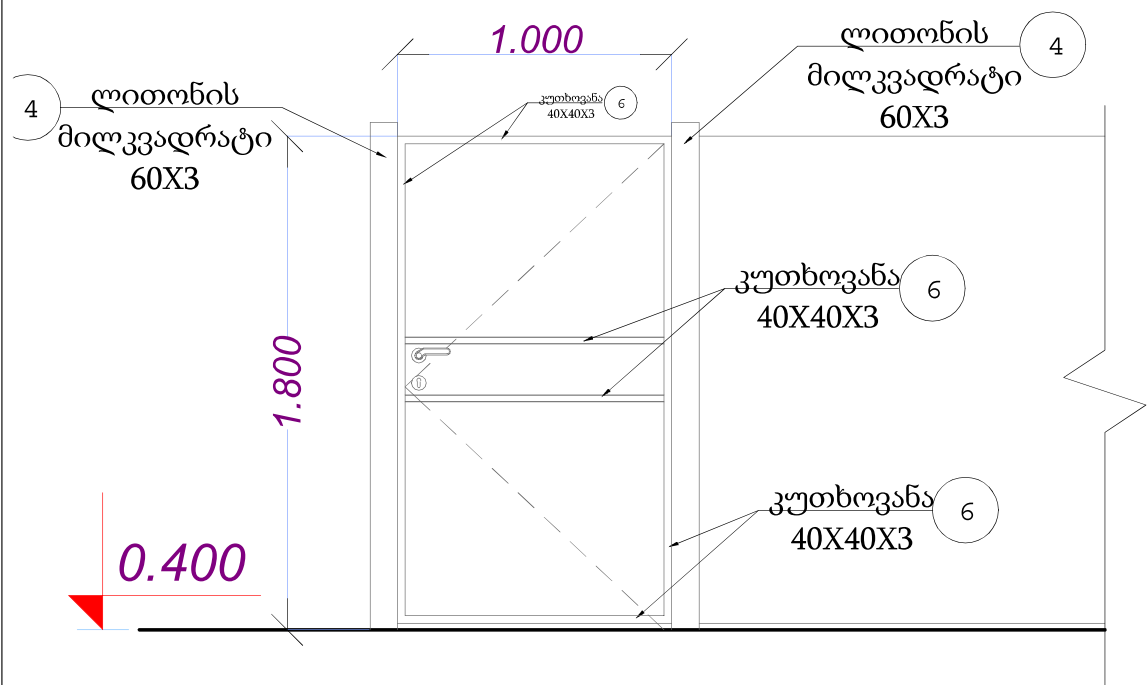 1.000
ლითონის
მილკვადრატი
60X3
4
4
ლითონის
მილკვადრატი
60X3
კუთხოვანა
40X40X3
6
კუთხოვანა
40X40X3
6
1.800
კუთხოვანა
40X40X3
6
0.400